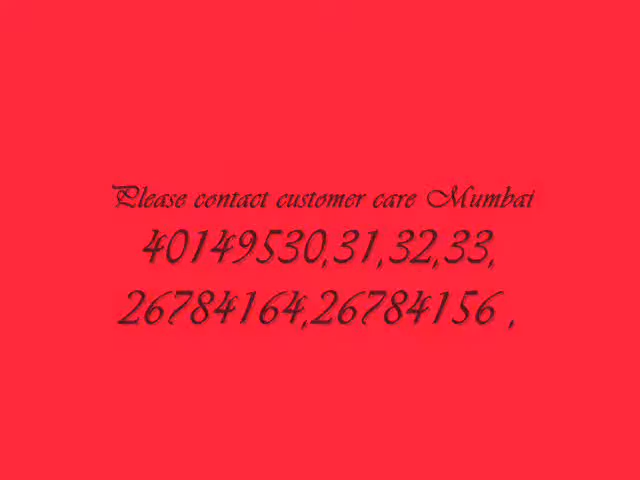 Please contact customer care Mumbai
40149530,31,32,33,
26784164,26784156 ,